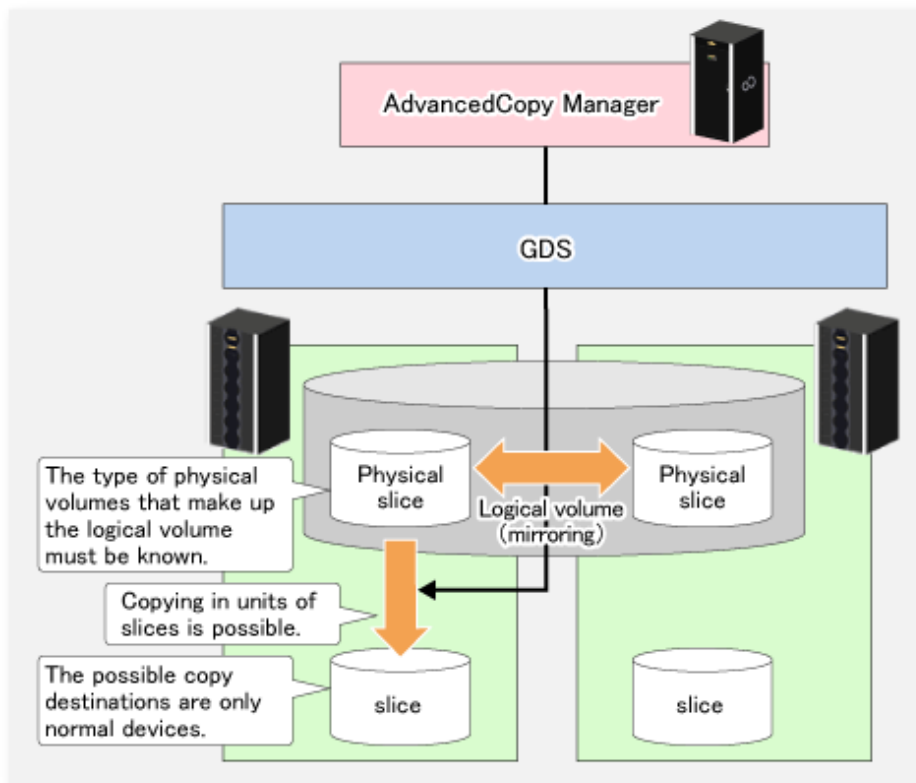 AdvancedCopy Manager
GDS
Physical
slice
Physical
slice
Logical volume
(mirroring)
The type of physical
volumes that make up
the logical volume
must be known.
Copying in units of
slices is possible.
The possible copy
destinations are only
normal devices.
slice
slice